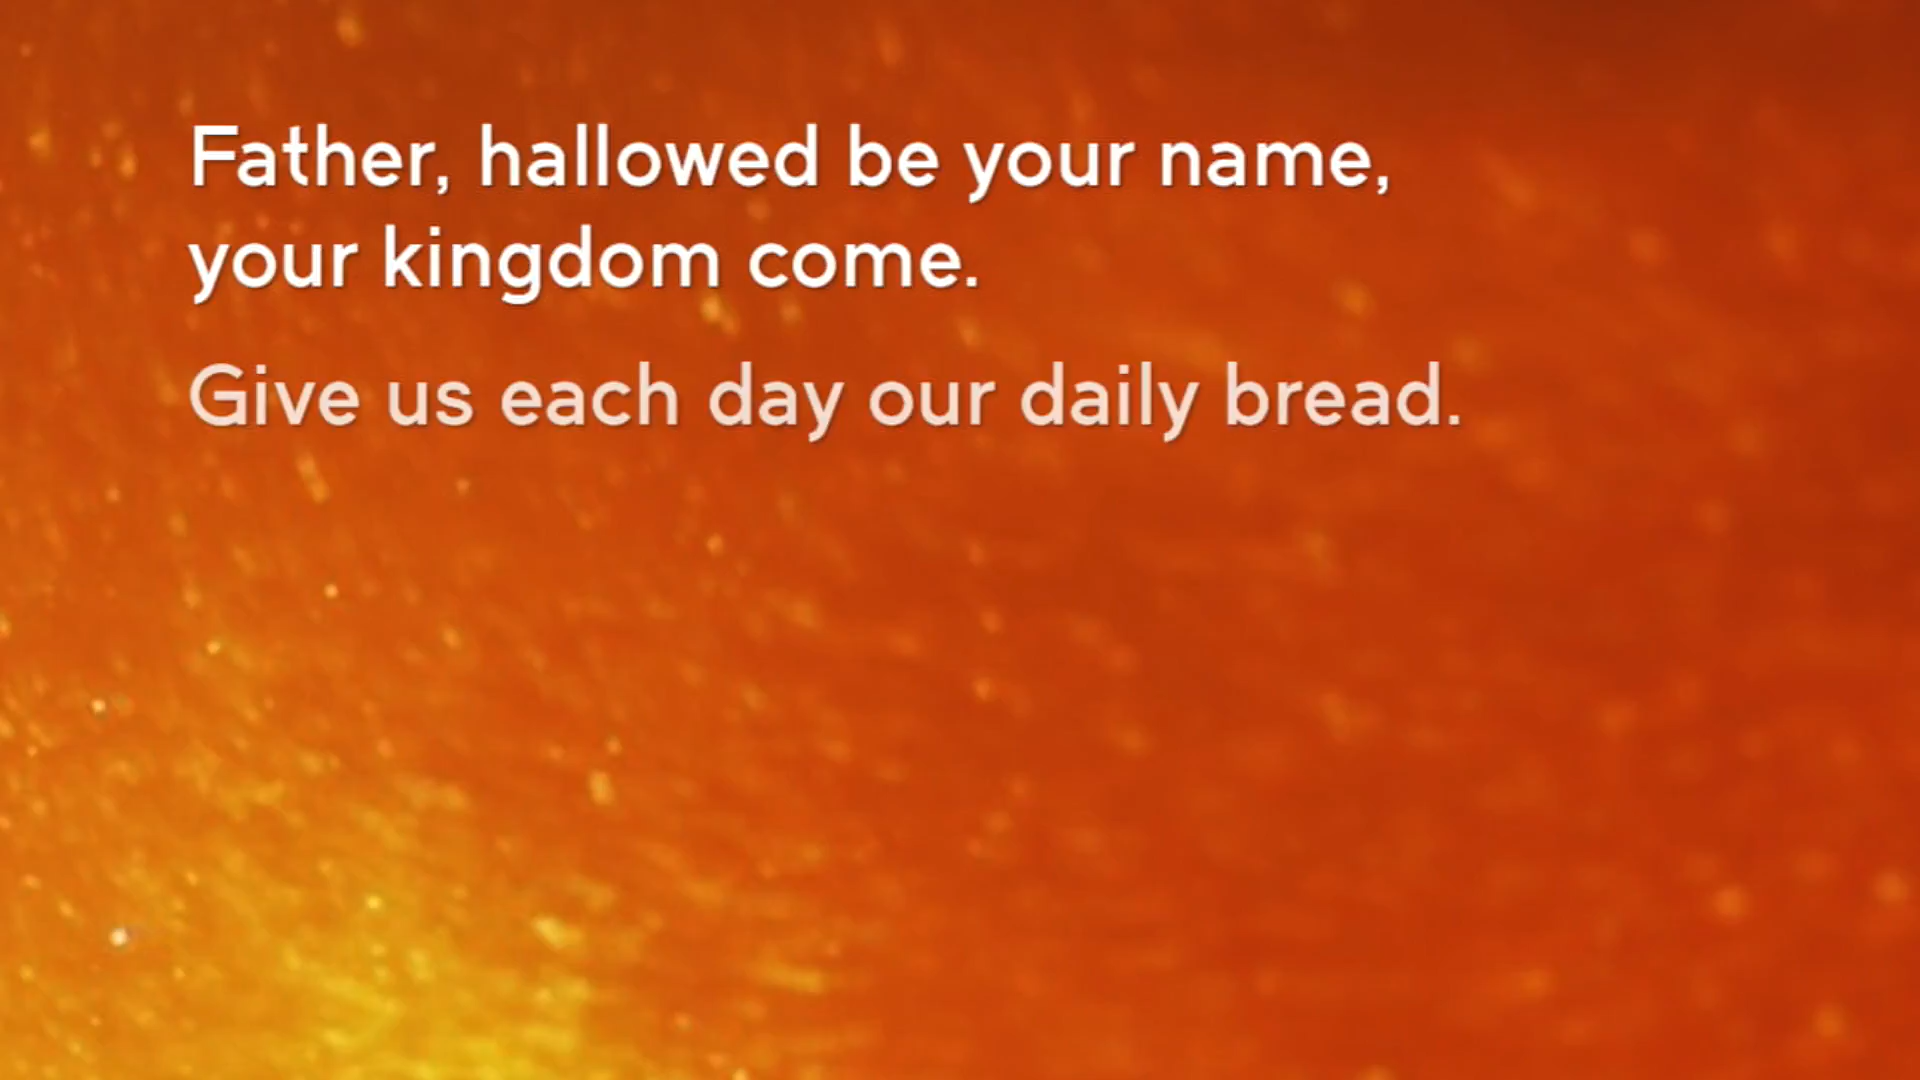 Father, hallowed be your name,
your kingdom come.
Give us each day our daily bread.